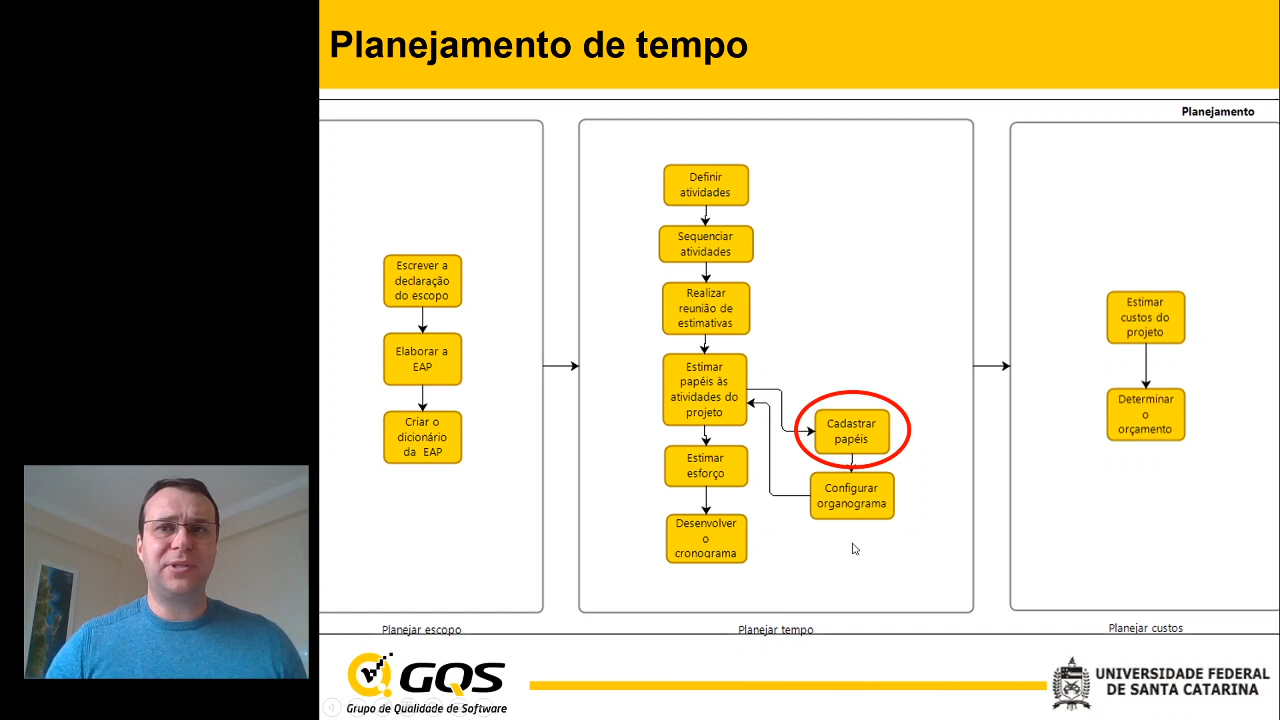 Planejamento de tempo
Planejamento
Escrever a
declaração
do escopo
Elaborar a
EAP
Criar o
dicionário
da EAP
Planejar escopo
Definir
atividades
Sequenciar
atividades
Realizar
reunião de
estimativas
Estimar
papéis às
atividades do
projeto
Estimar
esforço
Desenvolver
o
cronograma
Cadastrar
papéis
Configurar
organograma
Planejar tempo
Estimar
custos do
projeto
Determinar
o
orçamento
Planejar custos
GQS
Grupo de Qualidade de Software
UNIVERSIDADE FEDERAL
DE SANTA CATARINA